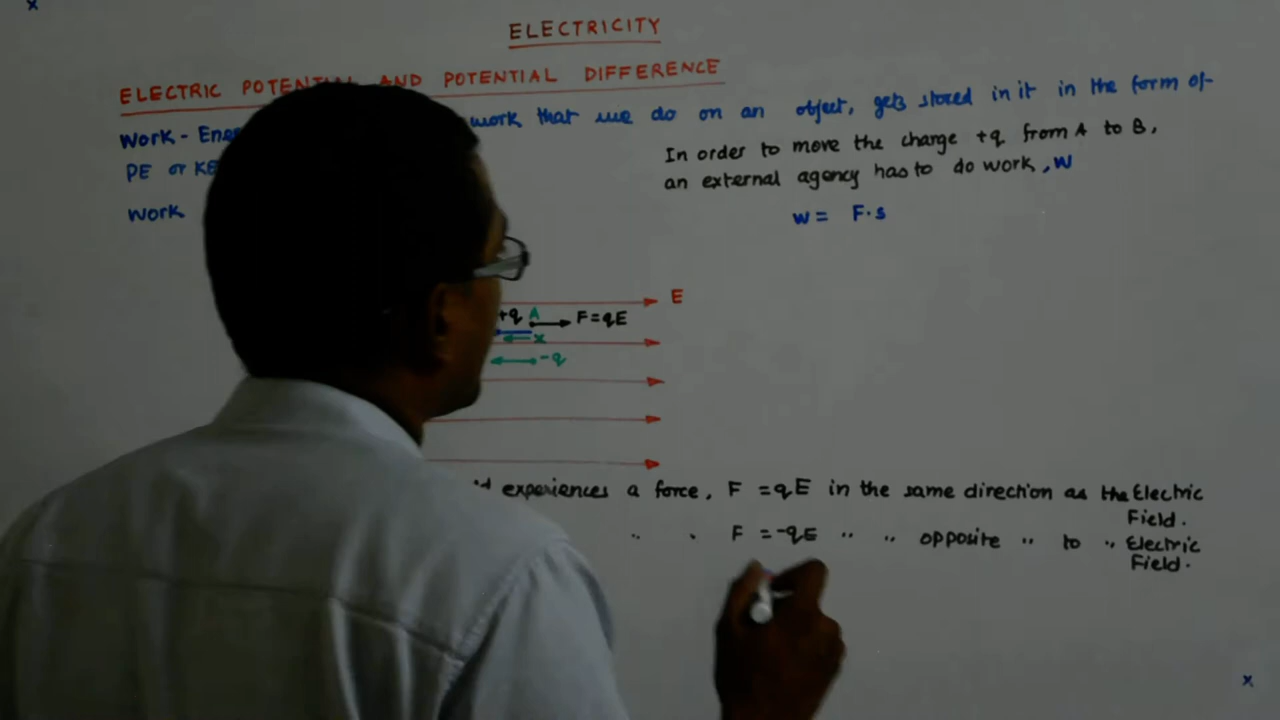 x
ELECTRICITY
ELECTRIC POTENTIAL AND POTENTIAL DIFFERENCE
Work - Ene work that we do on an object, gets stored in it in the form of
PE or KE
Work
In order to move the charge +q from A to B,
an external agency has to do work, W
W = F·s
E
+q A F=qE
x
-q
experiences a force, F = qE in the same direction as the Electric
Field.
" " F = -qE " " opposite " to " Electric
Field.
x